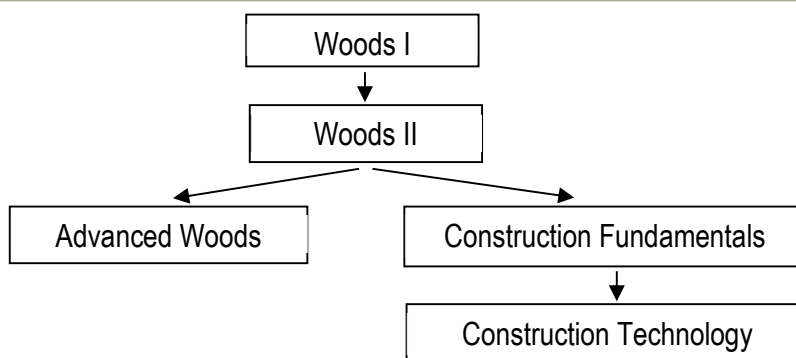 Woods I
Woods II
Advanced Woods
Construction Fundamentals
Construction Technology